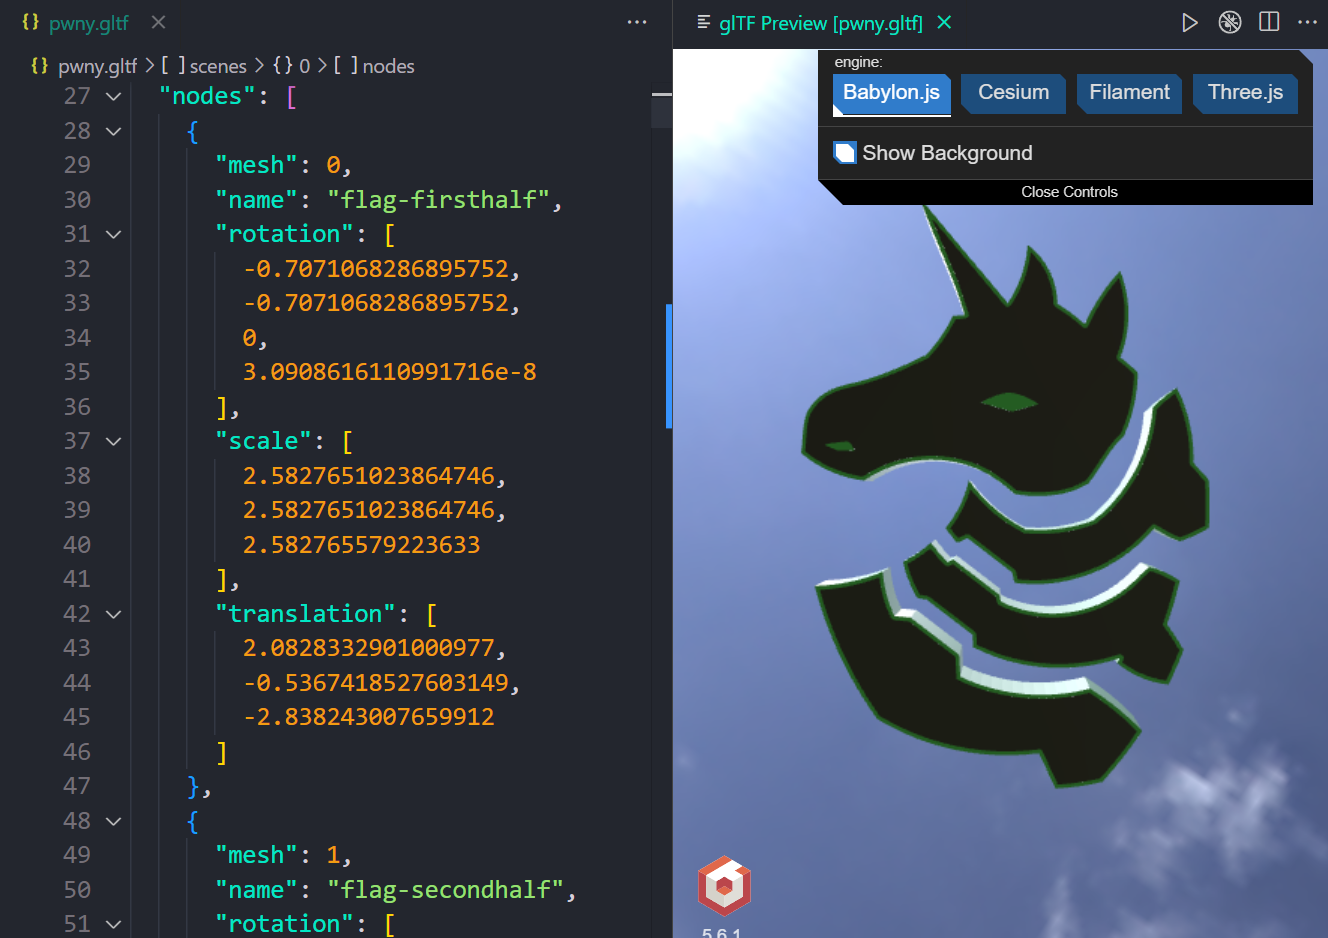 {} pwny.gltf
{} pwny.gltf > [ ] scenes > {} 0 > [ ] nodes
27 "nodes": [
28 {
29 "mesh": 0,
30 "name": "flag-firsthalf",
31 "rotation": [
32 -0.7071068286895752,
33 -0.7071068286895752,
34 0,
35 3.0908616110991716e-8
36 ],
37 "scale": [
38 2.5827651023864746,
39 2.5827651023864746,
40 2.582765579223633
41 ],
42 "translation": [
43 2.0828332901000977,
44 -0.5367418527603149,
45 -2.838243007659912
46 ]
47 },
48 {
49 "mesh": 1,
50 "name": "flag-secondhalf",
51 "rotation": [
glTF Preview [pwny.gltf]
engine:
Babylon.js Cesium Filament Three.js
Show Background
Close Controls
5.6.1